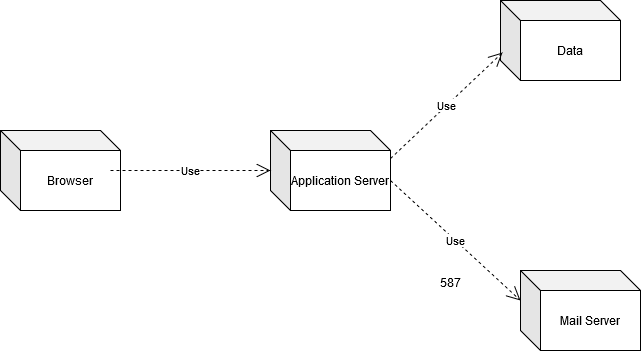 Data
Use
Browser
Use
Application Server
Use
587
Mail Server